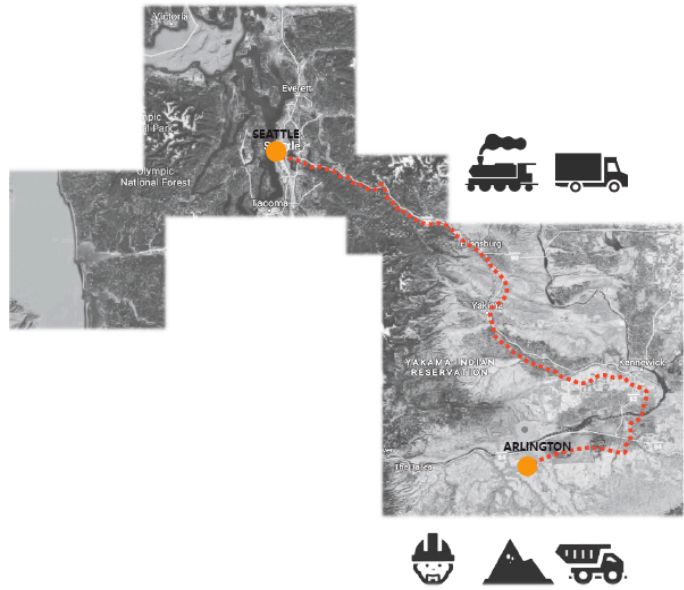 Victoria
Everett
SEATTLE
Olympic
National Forest
Tacoma
Ellensburg
Yakima
YAKAMA INDIAN
RESERVATION
Kennewick
ARLINGTON
The Dalles